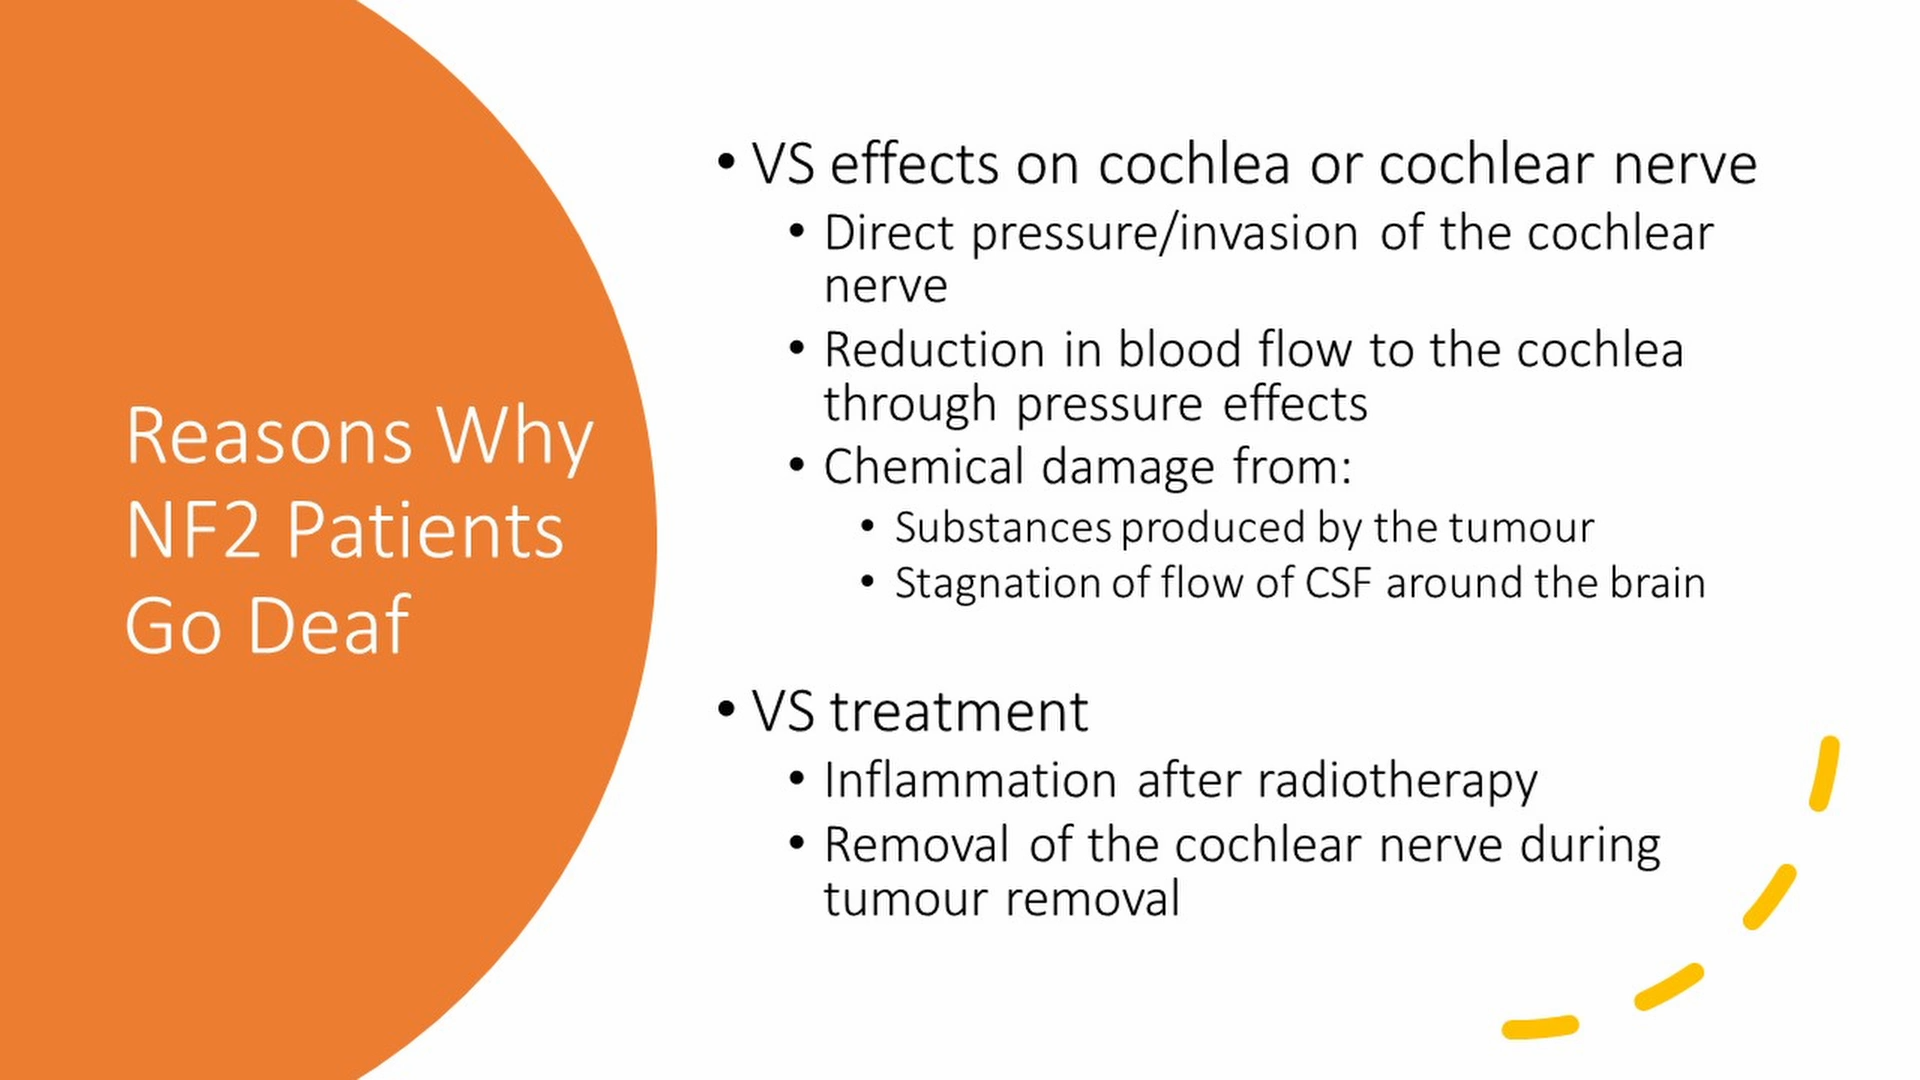 Reasons Why
NF2 Patients
Go Deaf
• VS effects on cochlea or cochlear nerve
• Direct pressure/invasion of the cochlear
nerve
• Reduction in blood flow to the cochlea
through pressure effects
• Chemical damage from:
• Substances produced by the tumour
• Stagnation of flow of CSF around the brain
• VS treatment
• Inflammation after radiotherapy
• Removal of the cochlear nerve during
tumour removal